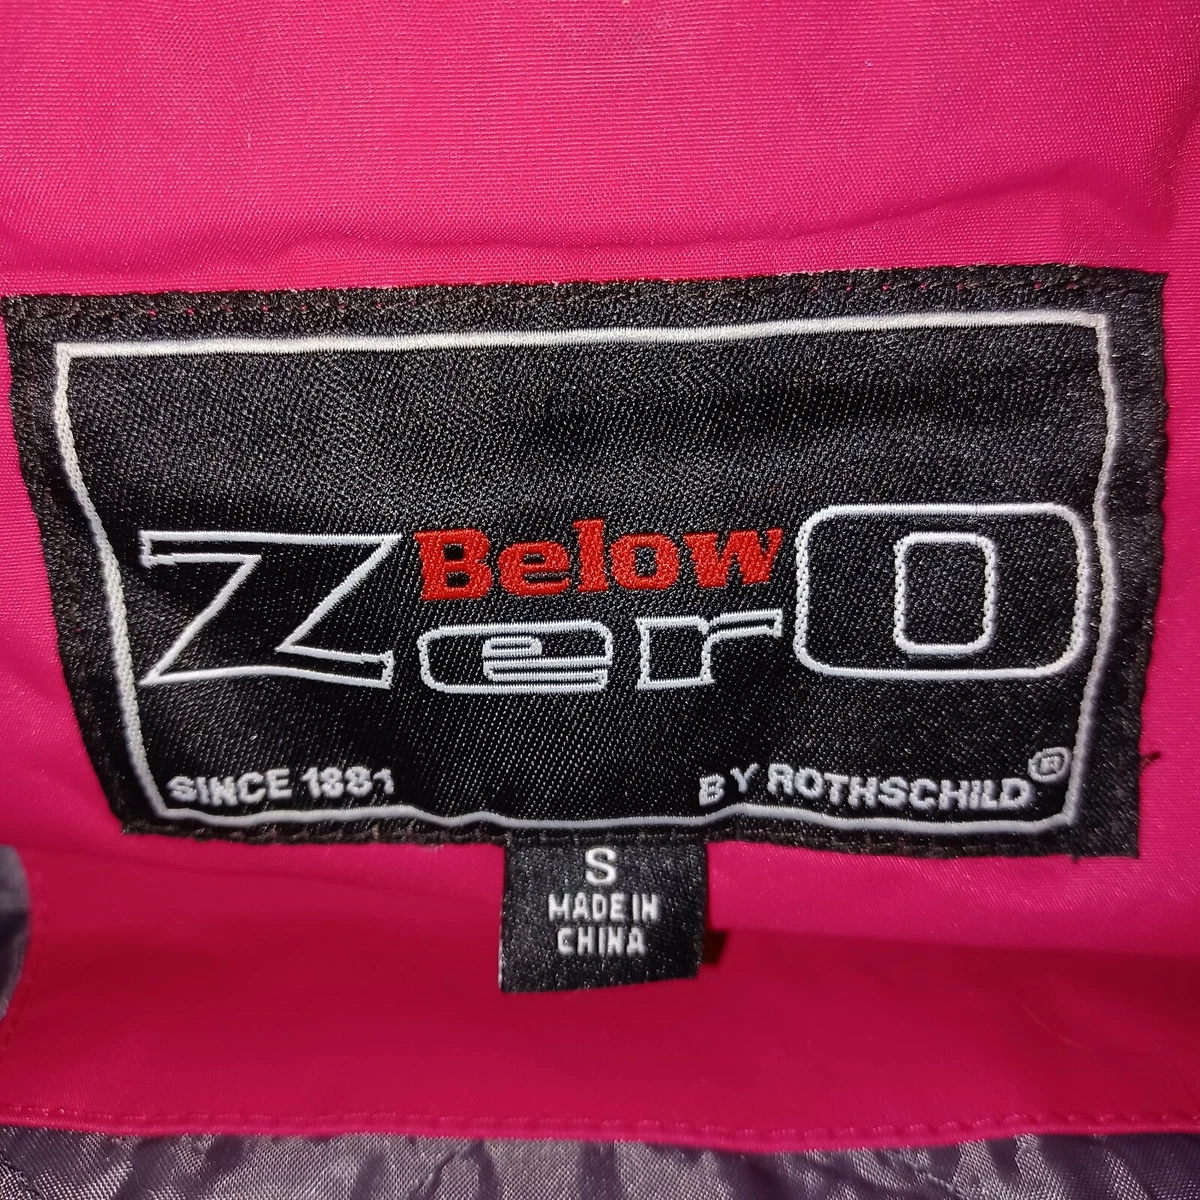 Below
Zero
SINCE 1881
BY ROTHSCHILD®
S
MADE IN
CHINA